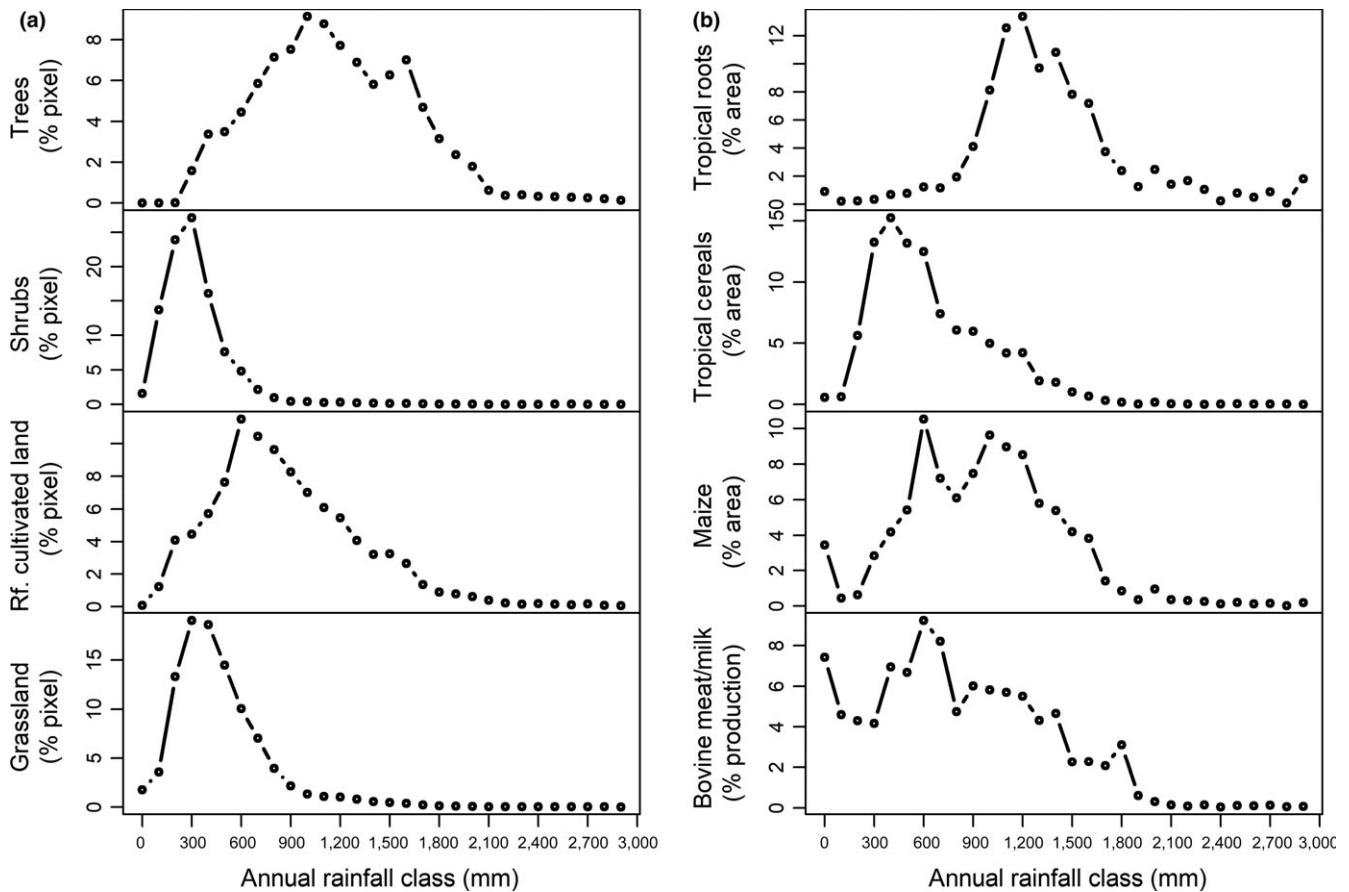 (a)
Trees
(% pixel)
8
6
4
2
0
Shrubs
(% pixel)
20
10
5
0
Rf. cultivated land
(% pixel)
8
6
4
2
0
Grassland
(% pixel)
15
10
5
0
0 300 600 900 1,200 1,500 1,800 2,100 2,400 2,700 3,000
Annual rainfall class (mm)
(b)
Tropical roots
(% area)
12
10
8
6
4
2
0
Tropical cereals
(% area)
15
10
5
0
Maize
(% area)
10
8
6
4
2
0
Bovine meat/milk
(% production)
8
6
4
2
0
0 300 600 900 1,200 1,500 1,800 2,100 2,400 2,700 3,000
Annual rainfall class (mm)